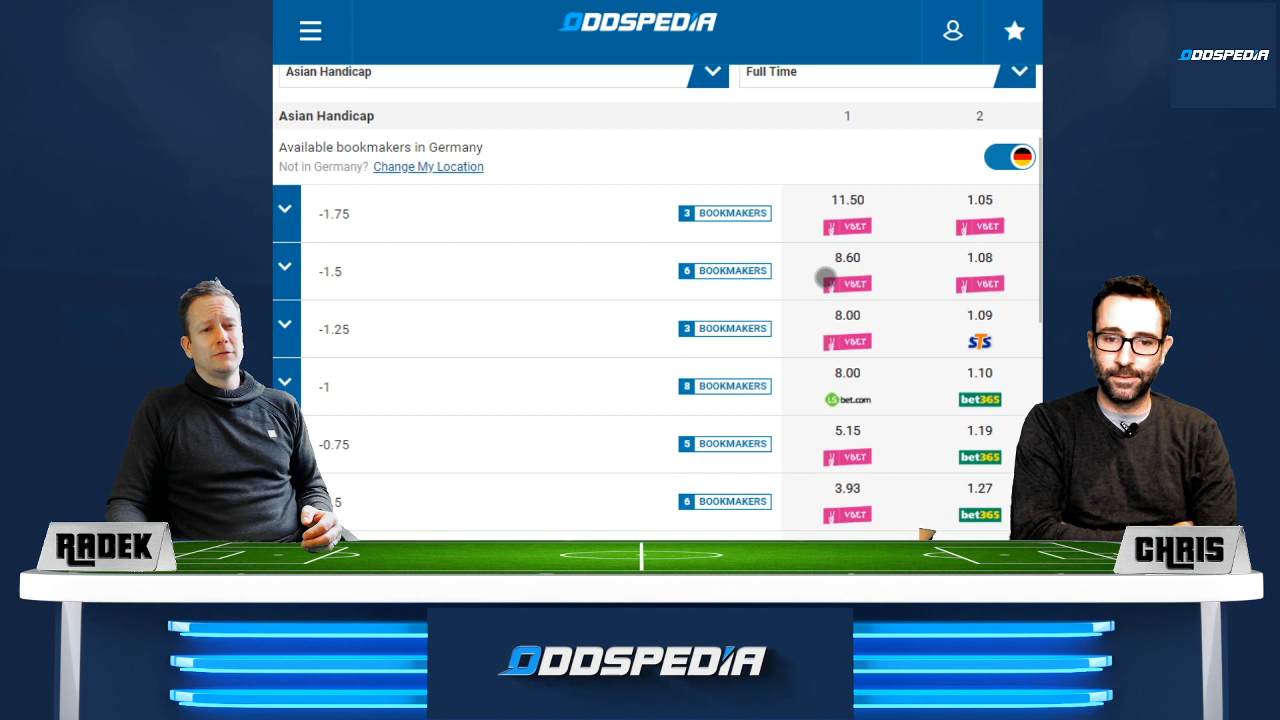 ODDSPEDIA
ODDSPEDIA
Asian Handicap Full Time
Asian Handicap 1 2
Available bookmakers in Germany
Not in Germany? Change My Location
-1.75 3 BOOKMAKERS 11.50 1.05
VBET VBET
-1.5 6 BOOKMAKERS 8.60 1.08
VBET VBET
-1.25 3 BOOKMAKERS 8.00 1.09
VBET STS
-1 8 BOOKMAKERS 8.00 1.10
LSbet.com bet365
-0.75 5 BOOKMAKERS 5.15 1.19
VBET bet365
5 6 BOOKMAKERS 3.93 1.27
VBET bet365
RADEK
CHRIS
ODDSPEDIA